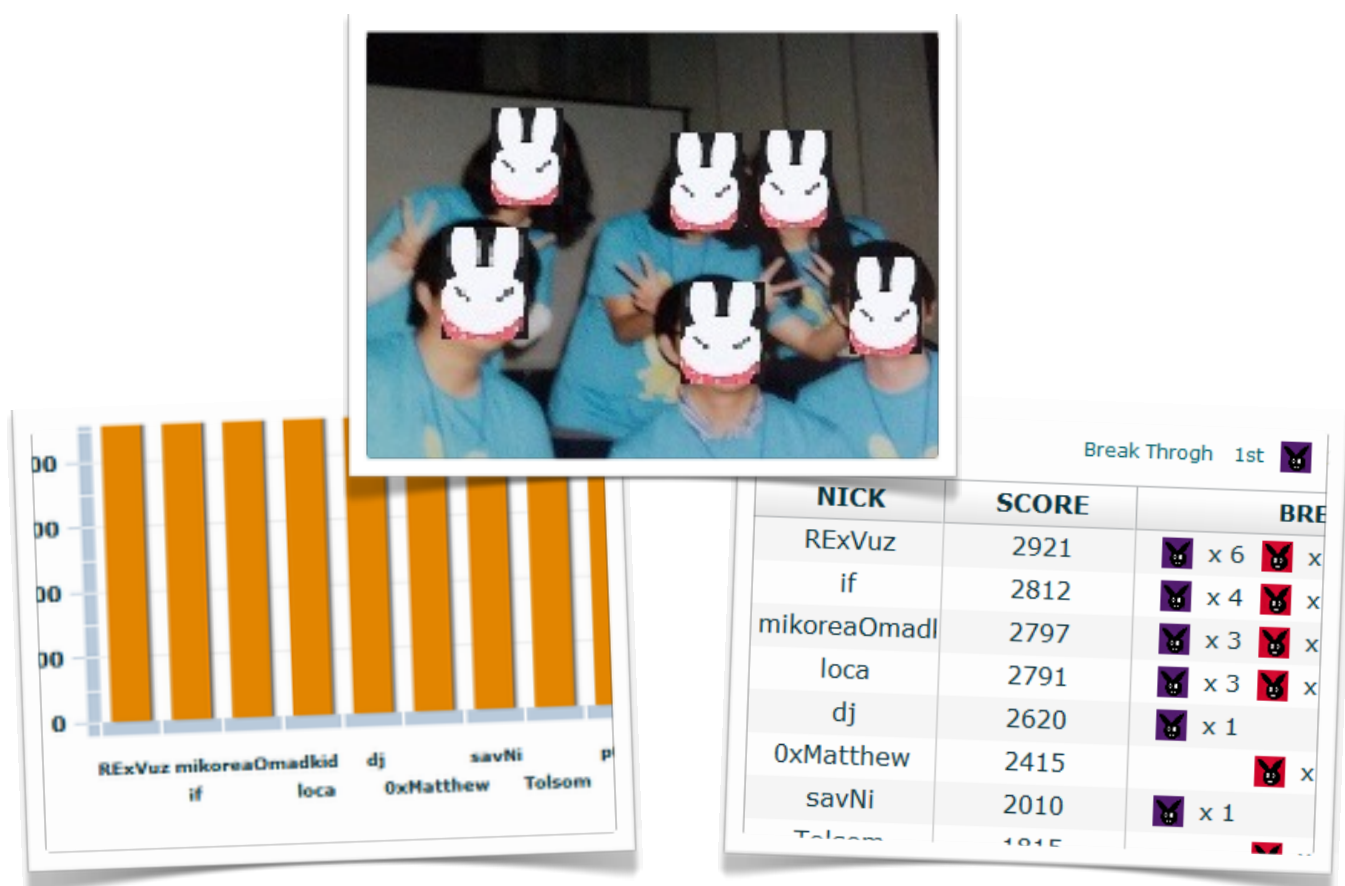 00
00
00
00
0
RExVuz mikoreaOmadkid dj savNi
if loca 0xMatthew Tolsom
Break Throgh 1st
NICK SCORE BRE
RExVuz 2921 x 6 x
if 2812 x 4 x
mikoreaOmadl 2797 x 3 x
loca 2791 x 3 x
dj 2620 x 1
0xMatthew 2415 x
savNi 2010 x 1
Tolsom 1815